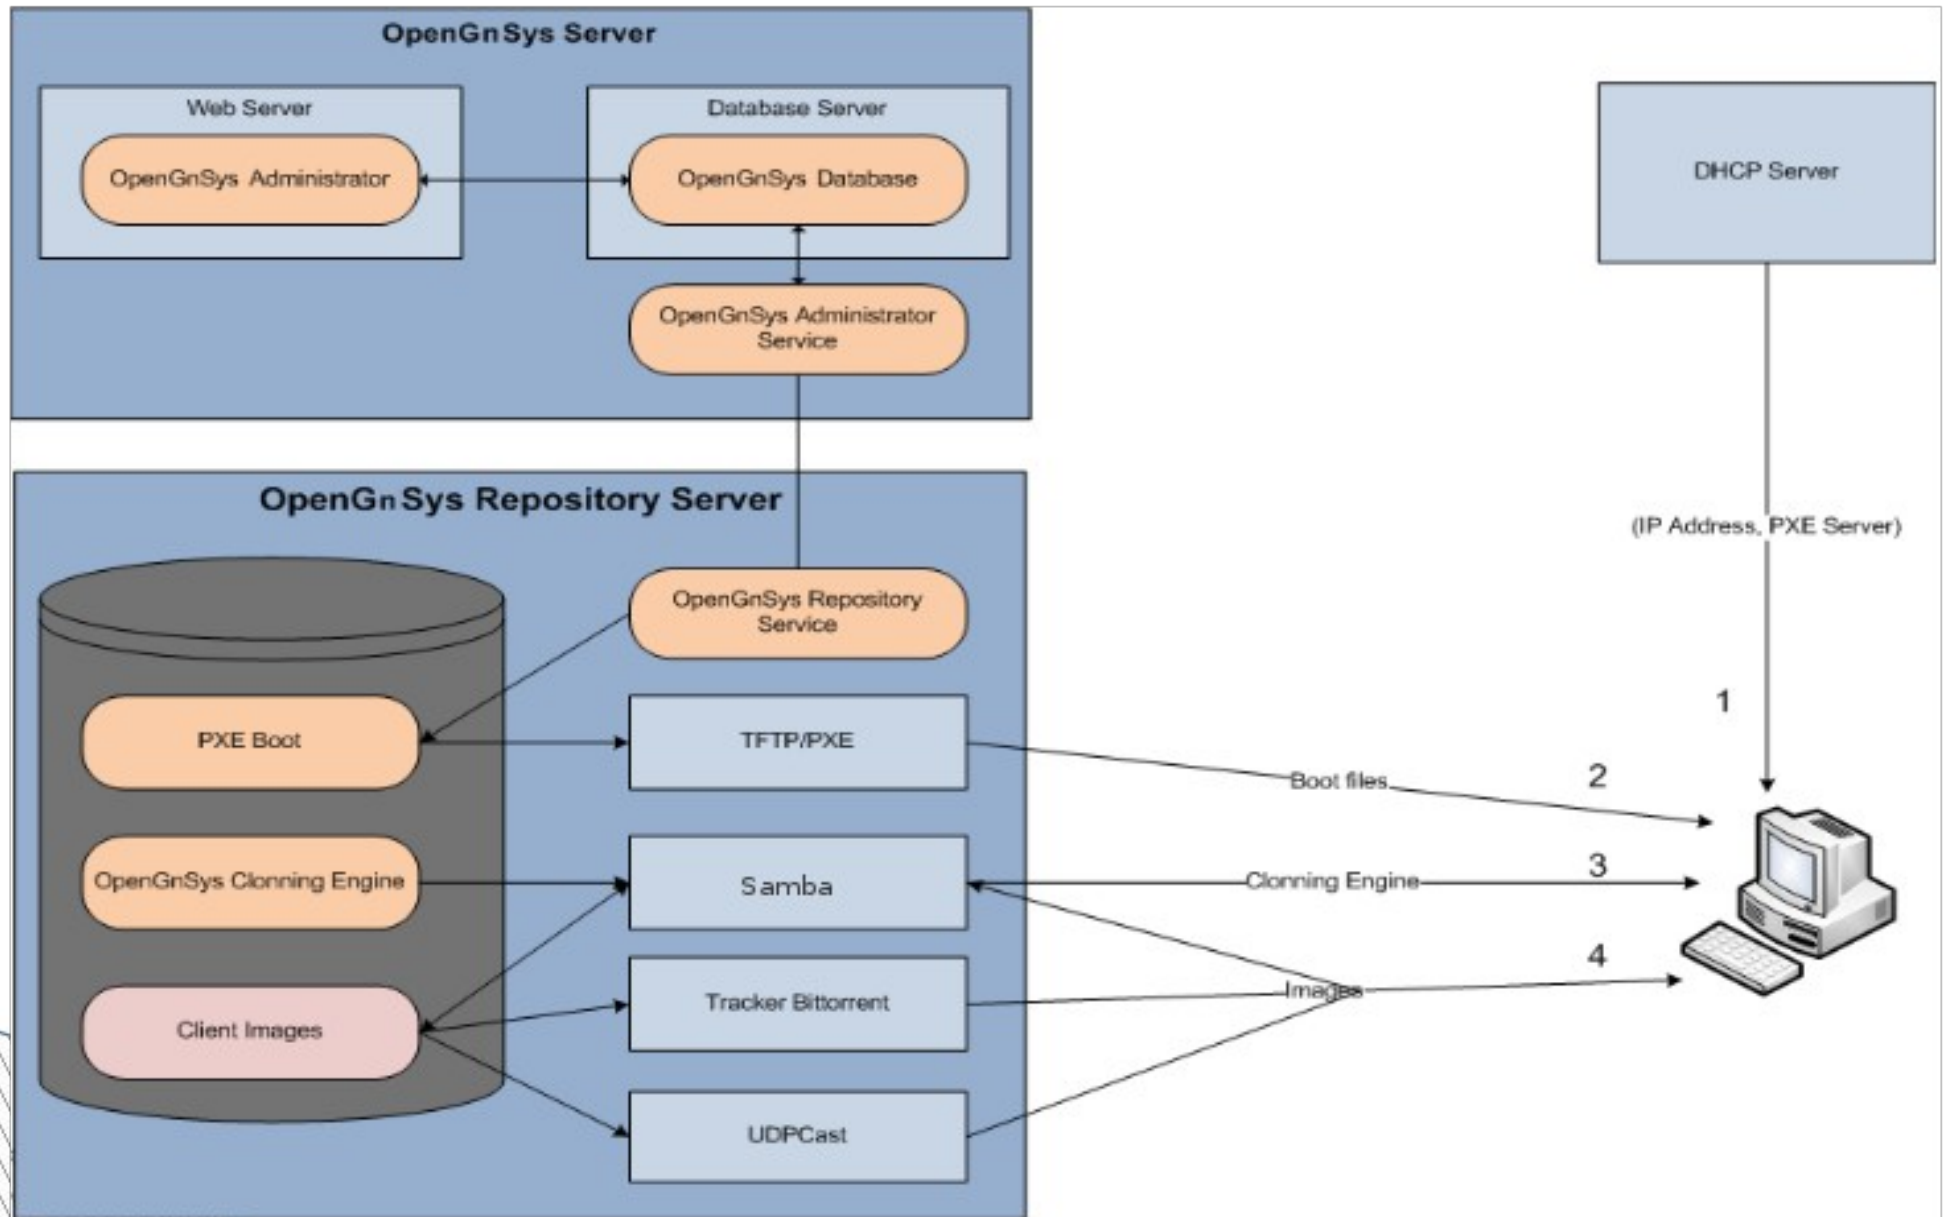 OpenGnSys Server
Web Server
Database Server
OpenGnSys Administrator
OpenGnSys Database
DHCP Server
OpenGnSys Administrator
Service
OpenGnSys Repository Server
(IP Address, PXE Server)
OpenGnSys Repository
Service
1
PXE Boot
TFTP/PXE
Boot files
2
OpenGnSys Clonning Engine
Samba
Clonning Engine
3
4
Client Images
Tracker Bittorrent
Images
UDPCast